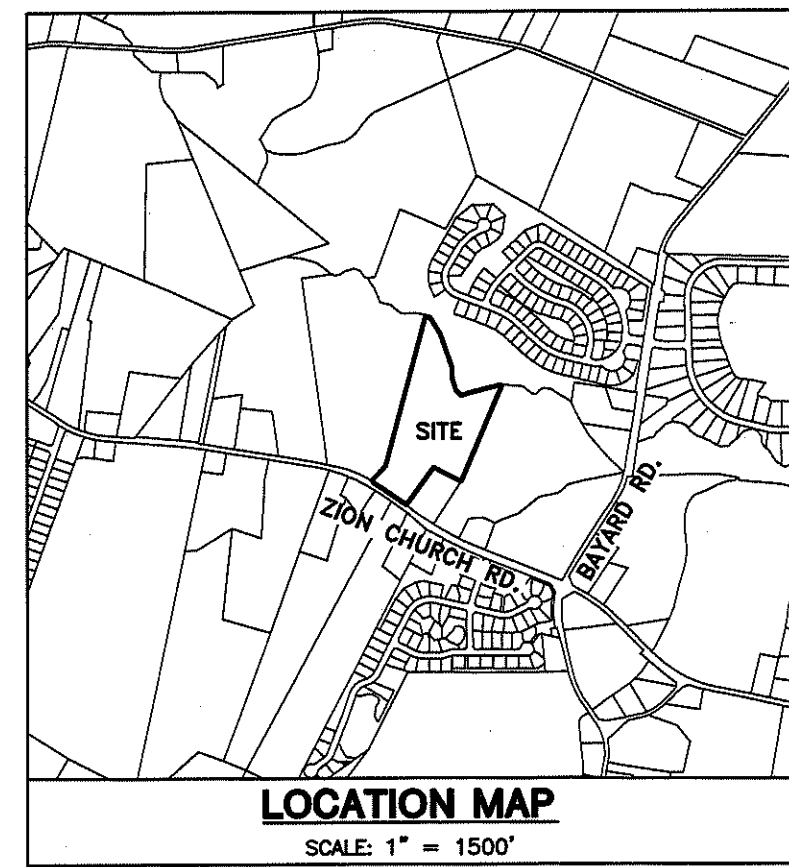 SITE
ZION CHURCH RD.
BAYARD RD.
LOCATION MAP
SCALE: 1" = 1500'